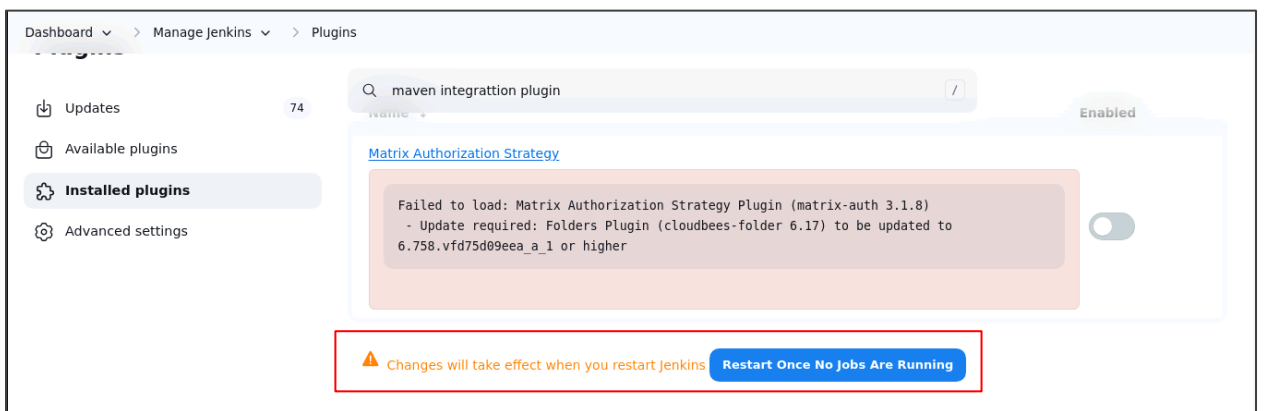 Dashboard > Manage Jenkins > Plugins
Plugins
maven integrattion plugin /
Updates 74
Name ↓ Enabled
Available plugins
Matrix Authorization Strategy
Installed plugins
Advanced settings
Failed to load: Matrix Authorization Strategy Plugin (matrix-auth 3.1.8)
- Update required: Folders Plugin (cloudbees-folder 6.17) to be updated to
6.758.vfd75d09eea_a_1 or higher
Changes will take effect when you restart Jenkins Restart Once No Jobs Are Running